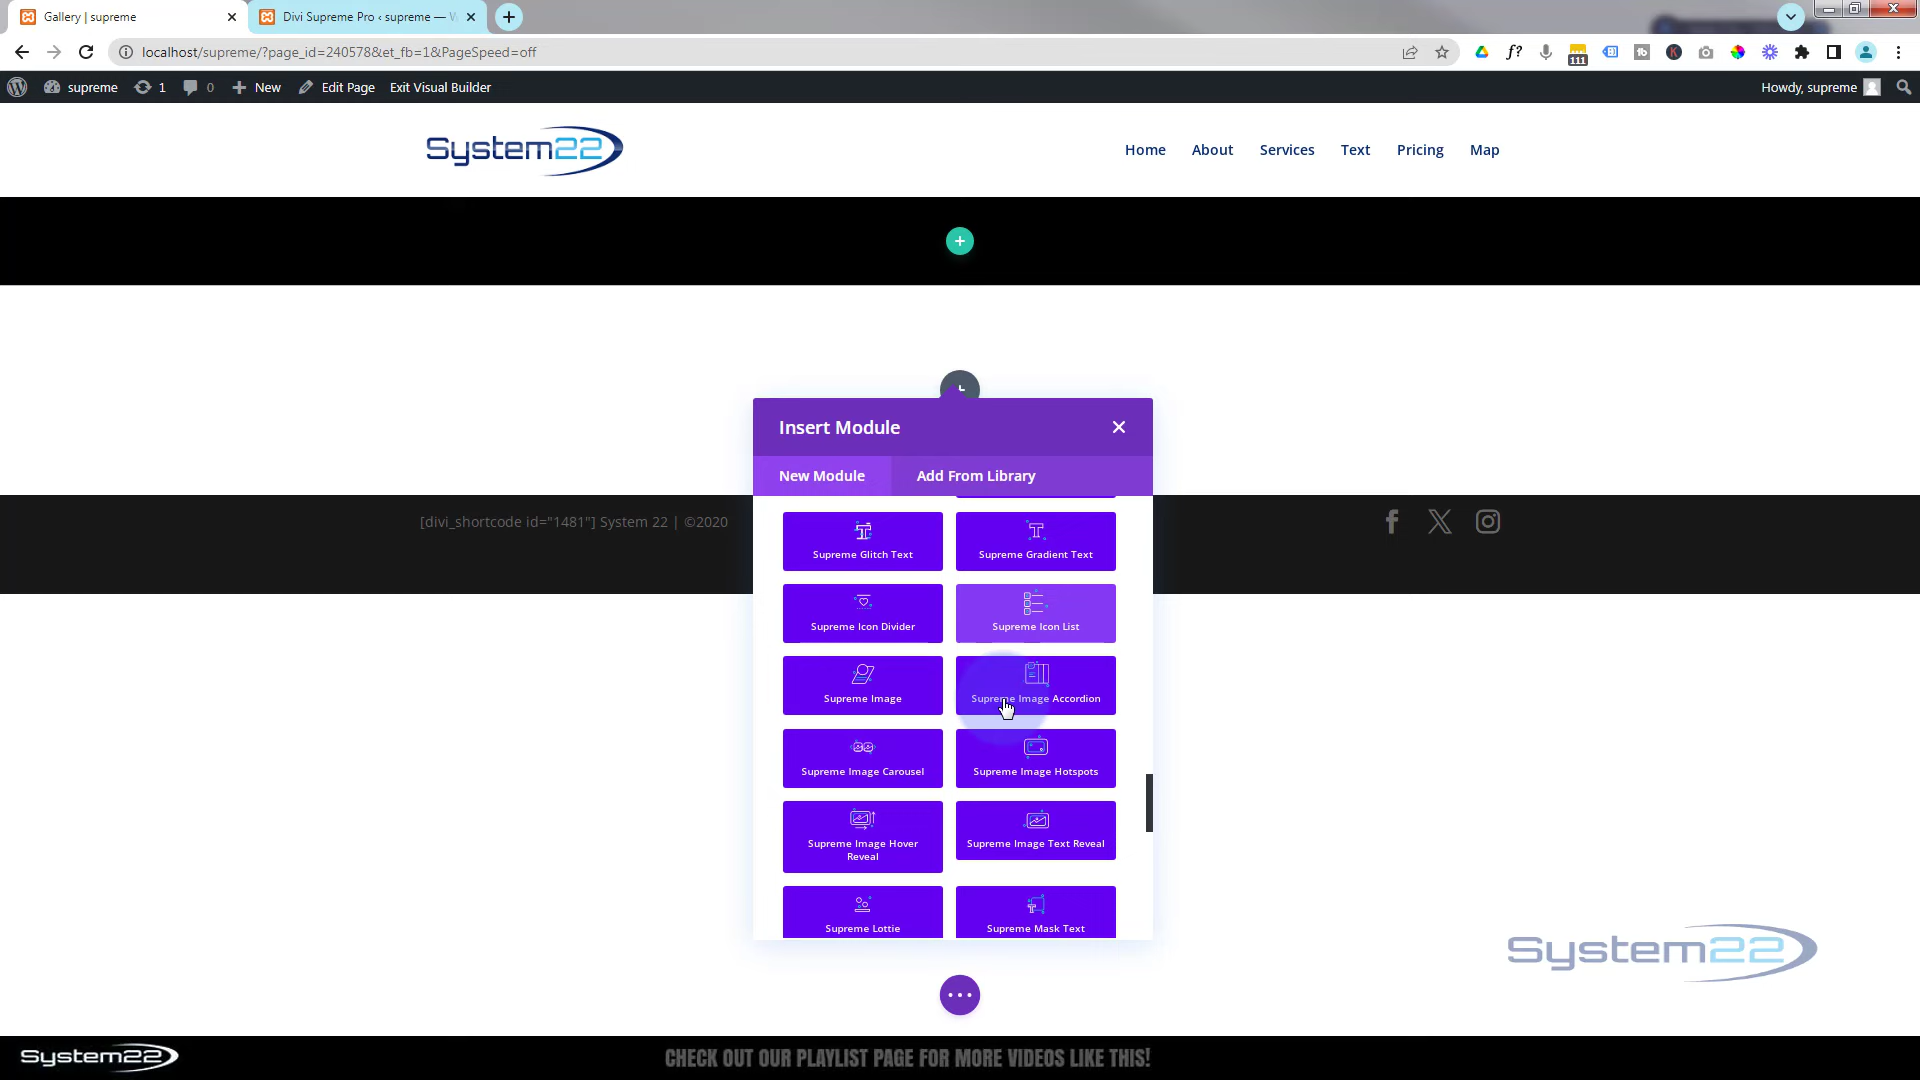 Gallery | supreme
Divi Supreme Pro ‹ supreme — W
localhost/supreme/?page_id=240578&et_fb=1&PageSpeed=off
111
supreme 1 0 New Edit Page Exit Visual Builder
Howdy, supreme
System22
Home About Services Text Pricing Map
Insert Module
New Module Add From Library
[divi_shortcode id="1481"] System 22 | ©2020
Supreme Glitch Text
Supreme Gradient Text
Supreme Icon Divider
Supreme Icon List
Supreme Image
Supreme Image Accordion
Supreme Image Carousel
Supreme Image Hotspots
Supreme Image Hover
Reveal
Supreme Image Text Reveal
Supreme Lottie
Supreme Mask Text
System22
System22
CHECK OUT OUR PLAYLIST PAGE FOR MORE VIDEOS LIKE THIS!